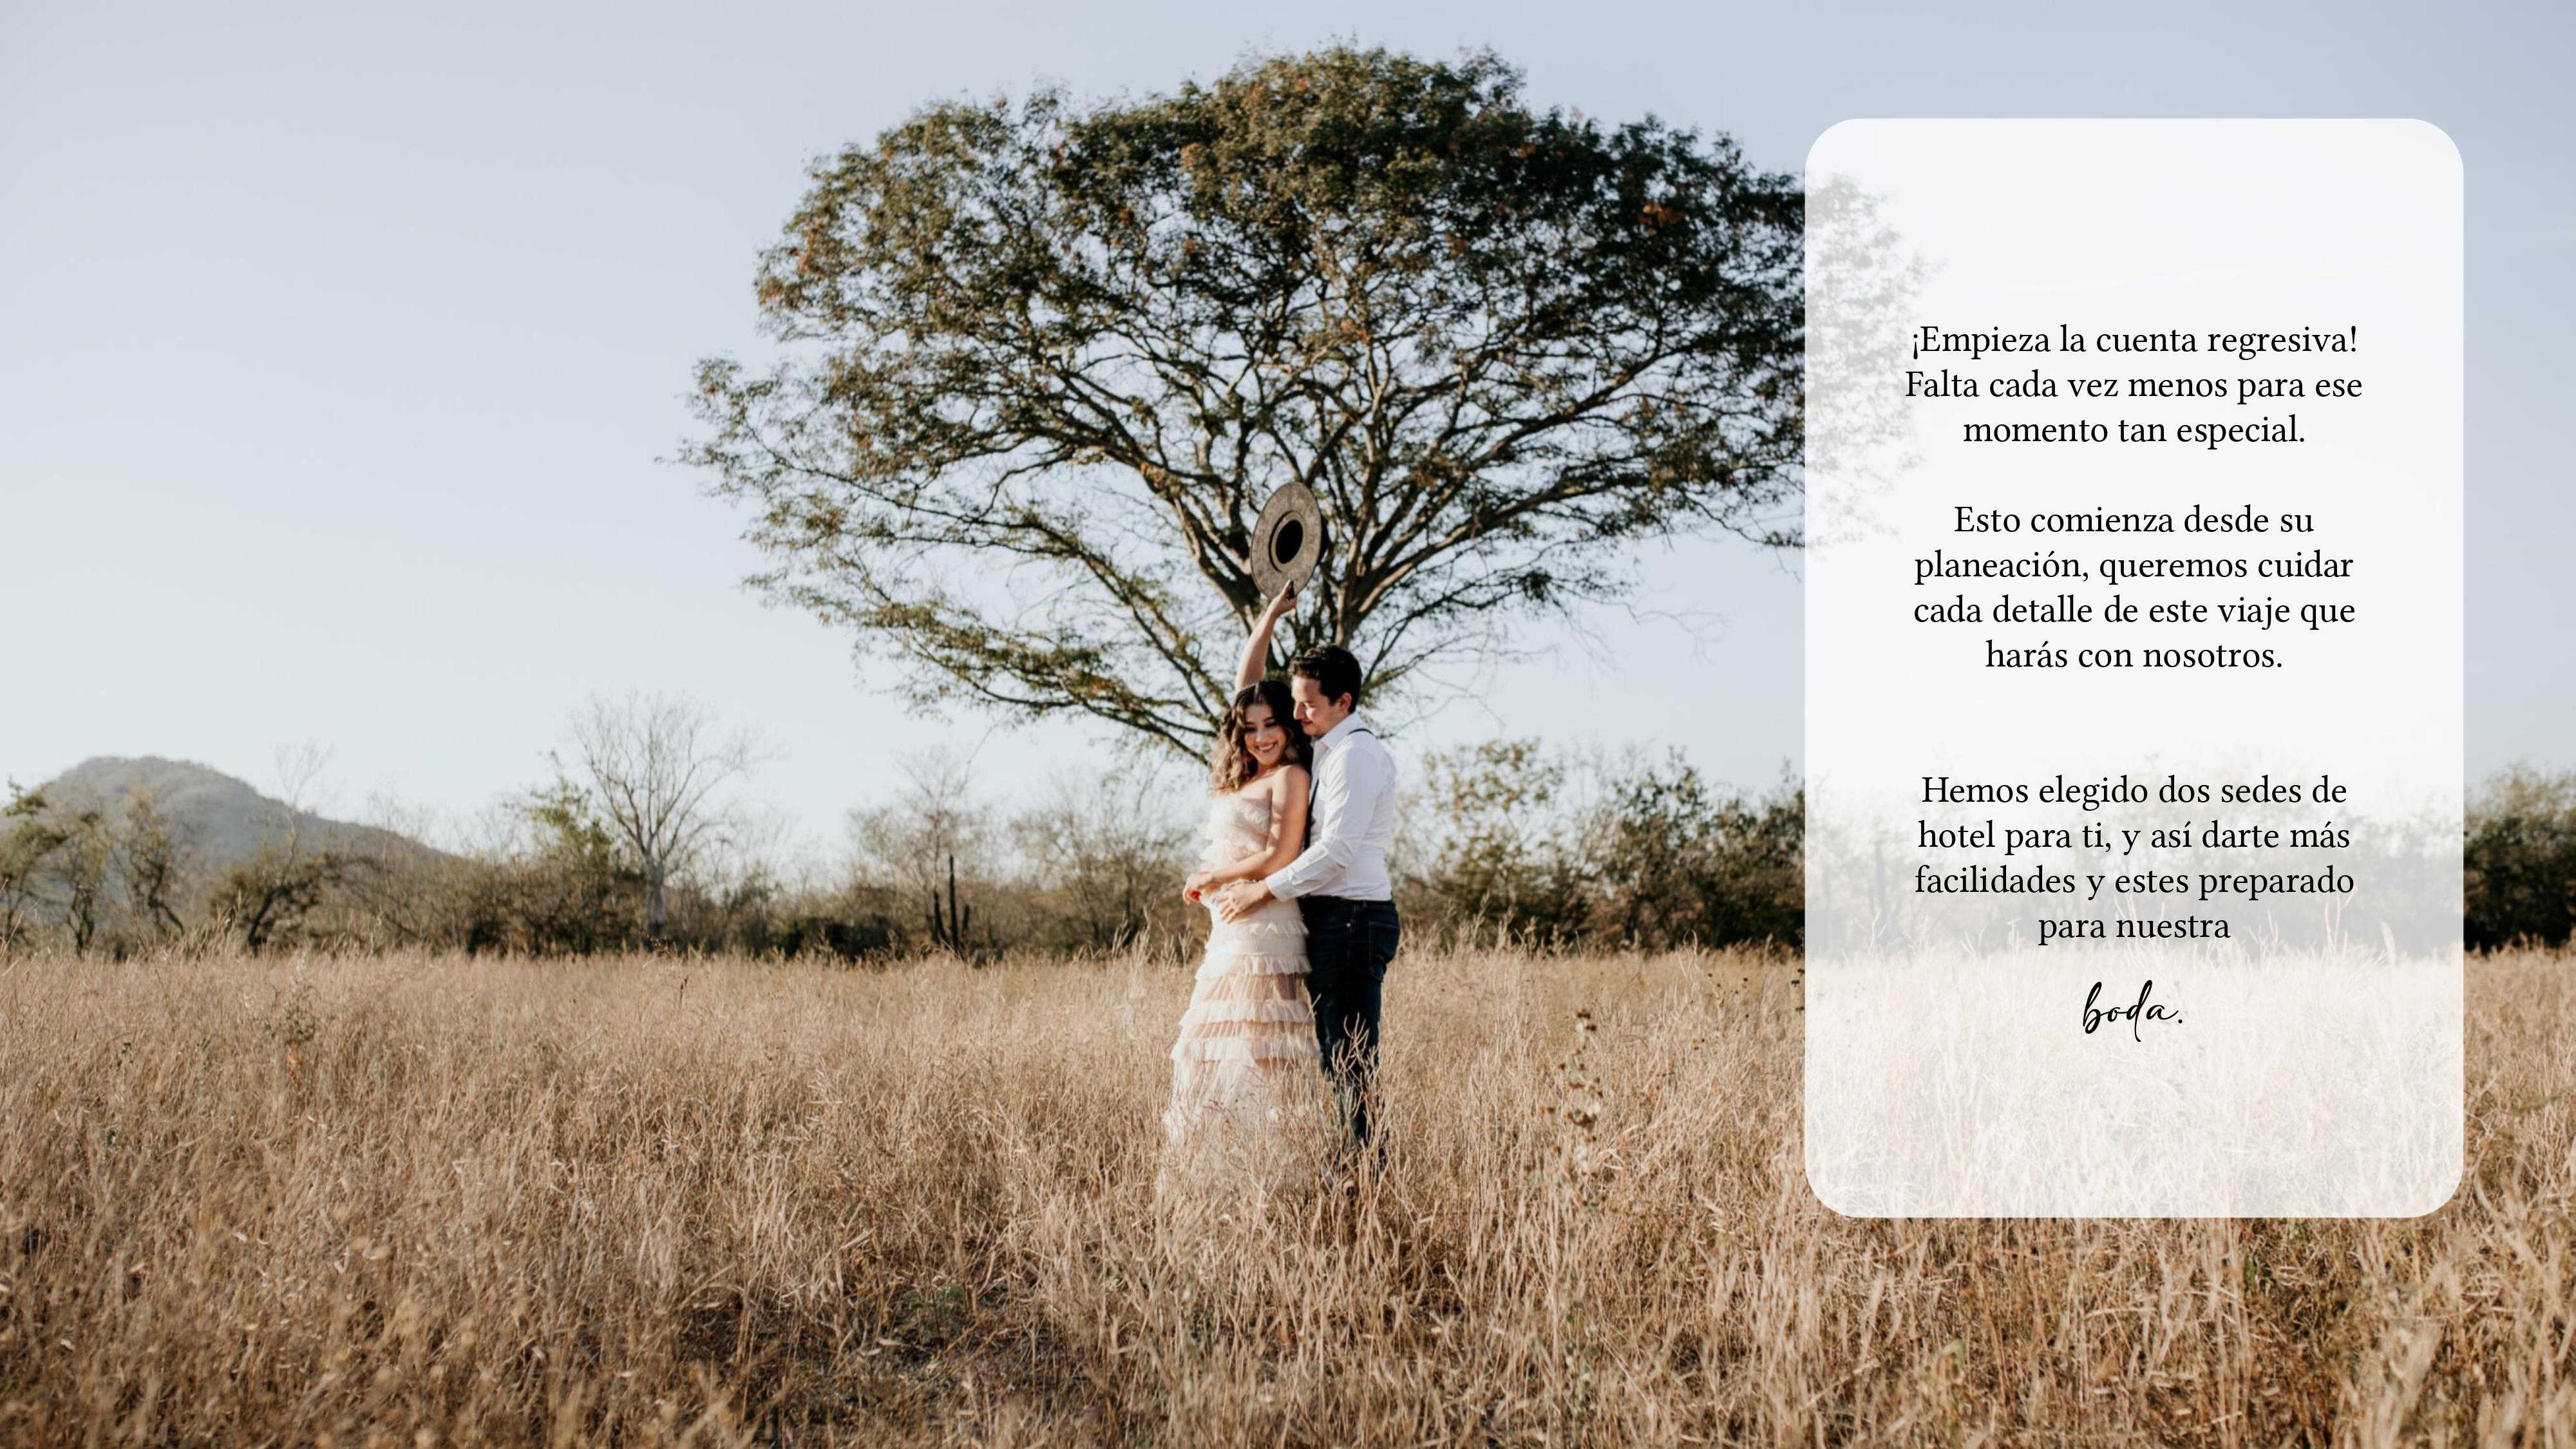 ¡Empieza la cuenta regresiva!
Falta cada vez menos para ese
momento tan especial.
Esto comienza desde su
planeación, queremos cuidar
cada detalle de este viaje que
harás con nosotros.
Hemos elegido dos sedes de
hotel para ti, y así darte más
facilidades y estes preparado
para nuestra
boda.